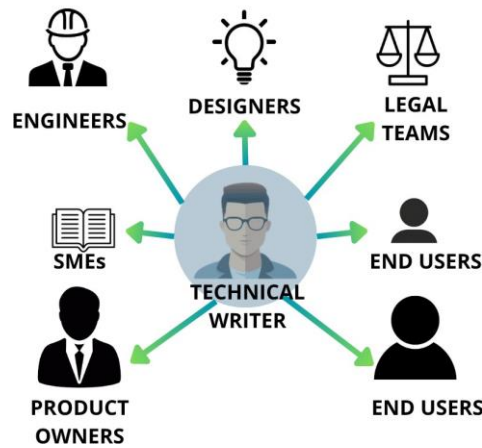 ENGINEERS
DESIGNERS
LEGAL
TEAMS
SMEs
TECHNICAL
WRITER
END USERS
PRODUCT
OWNERS
END USERS